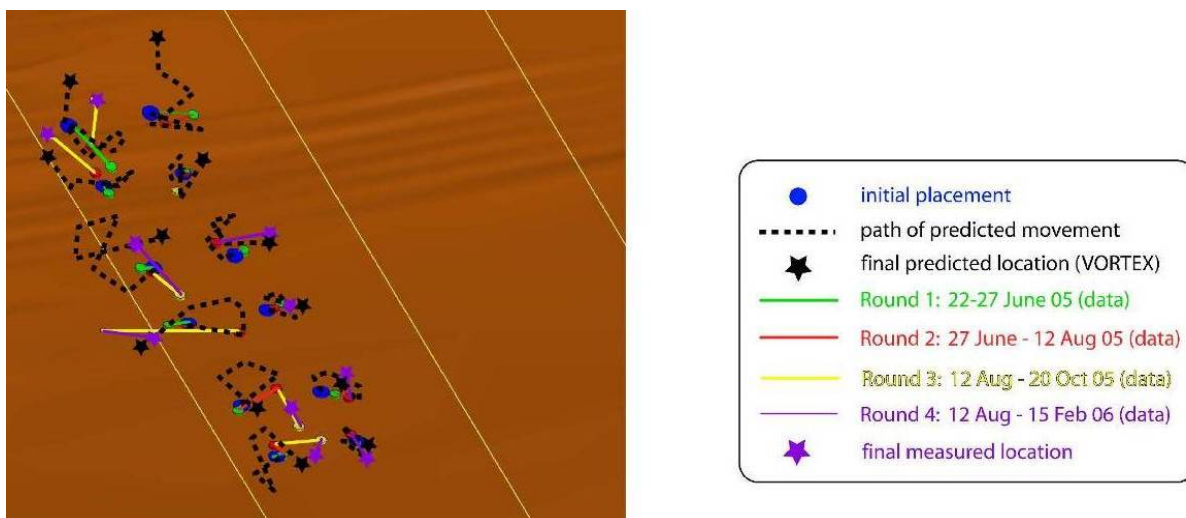 initial placement
path of predicted movement
final predicted location (VORTEX)
Round 1: 22-27 June 05 (data)
Round 2: 27 June - 12 Aug 05 (data)
Round 3: 12 Aug - 20 Oct 05 (data)
Round 4: 12 Aug - 15 Feb 06 (data)
final measured location